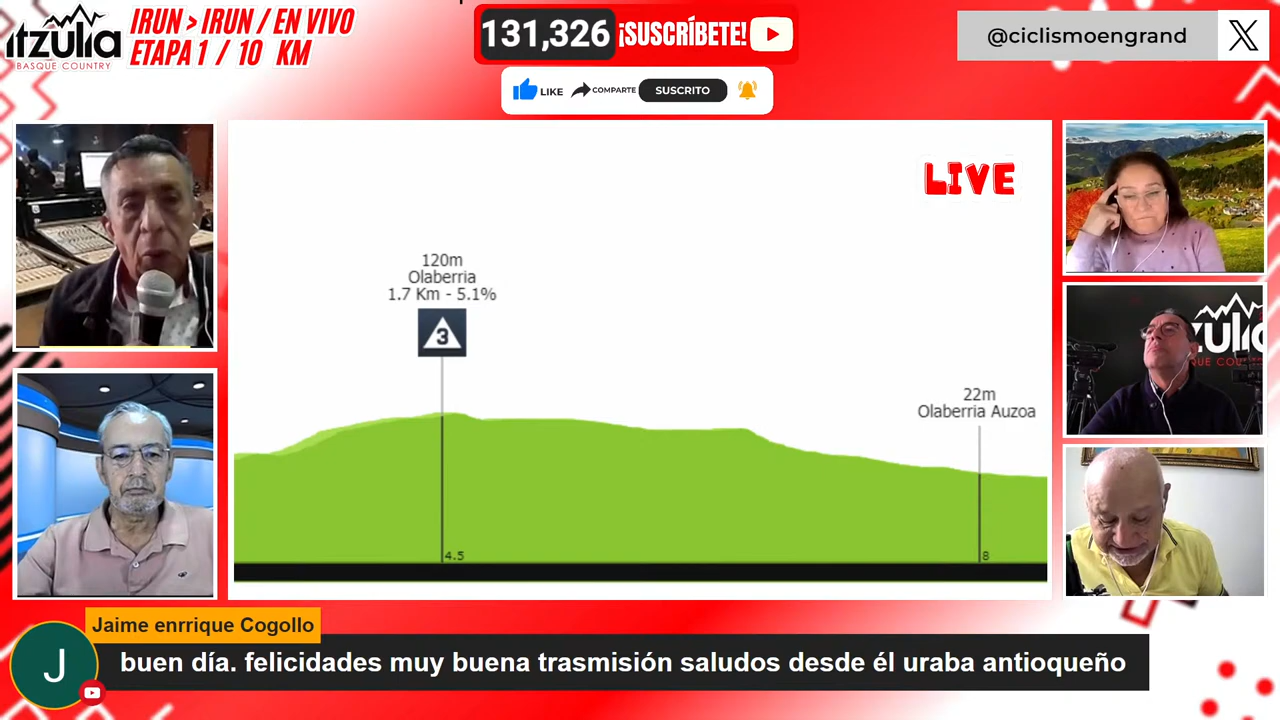 itzulia
BASQUE COUNTRY
IRUN > IRUN / EN VIVO
ETAPA 1 / 10 KM
131,326
¡SUSCRÍBETE!
LIKE
COMPARTE
SUSCRITO
@ciclismoengrand
X
LIVE
120m
Olaberria
1.7 Km - 5.1%
3
22m
Olaberria Auzoa
4.5
8
Jaime enrrique Cogollo
J
buen día. felicidades muy buena trasmisión saludos desde él uraba antioqueño